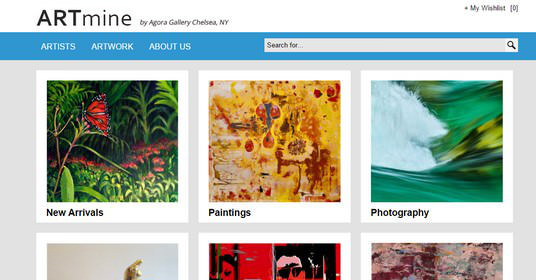 + My Wishlist [0]
ARTmine by Agora Gallery Chelsea, NY
ARTISTS ARTWORK ABOUT US
Search for...
New Arrivals Paintings Photography